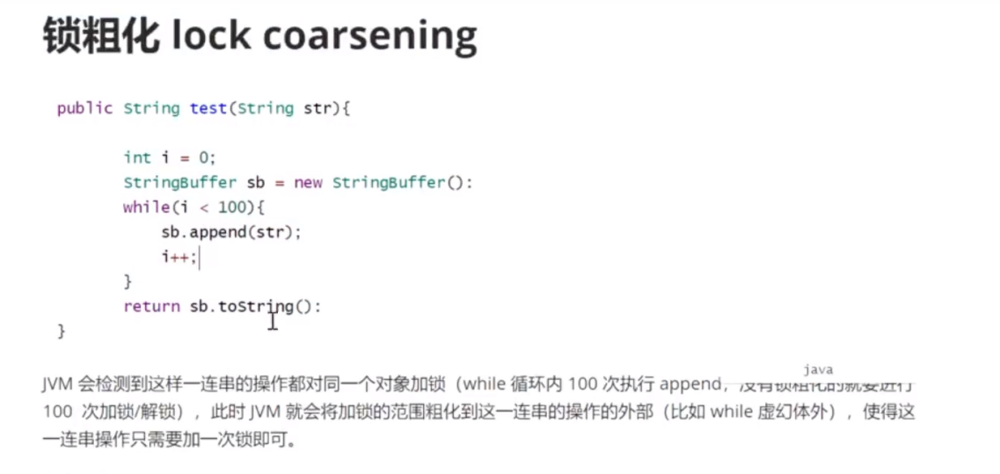 锁粗化 lock coarsening
public String test(String str){
int i = 0;
StringBuffer sb = new StringBuffer():
while(i < 100){
sb.append(str);
i++;
}
return sb.toString():
}
java
JVM 会检测到这样一连串的操作都对同一个对象加锁（while 循环内 100 次执行 append，没有锁粗化的就要进行
100 次加锁/解锁），此时 JVM 就会将加锁的范围粗化到这一连串的操作的外部（比如 while 虚幻体外），使得这
一连串操作只需要加一次锁即可。